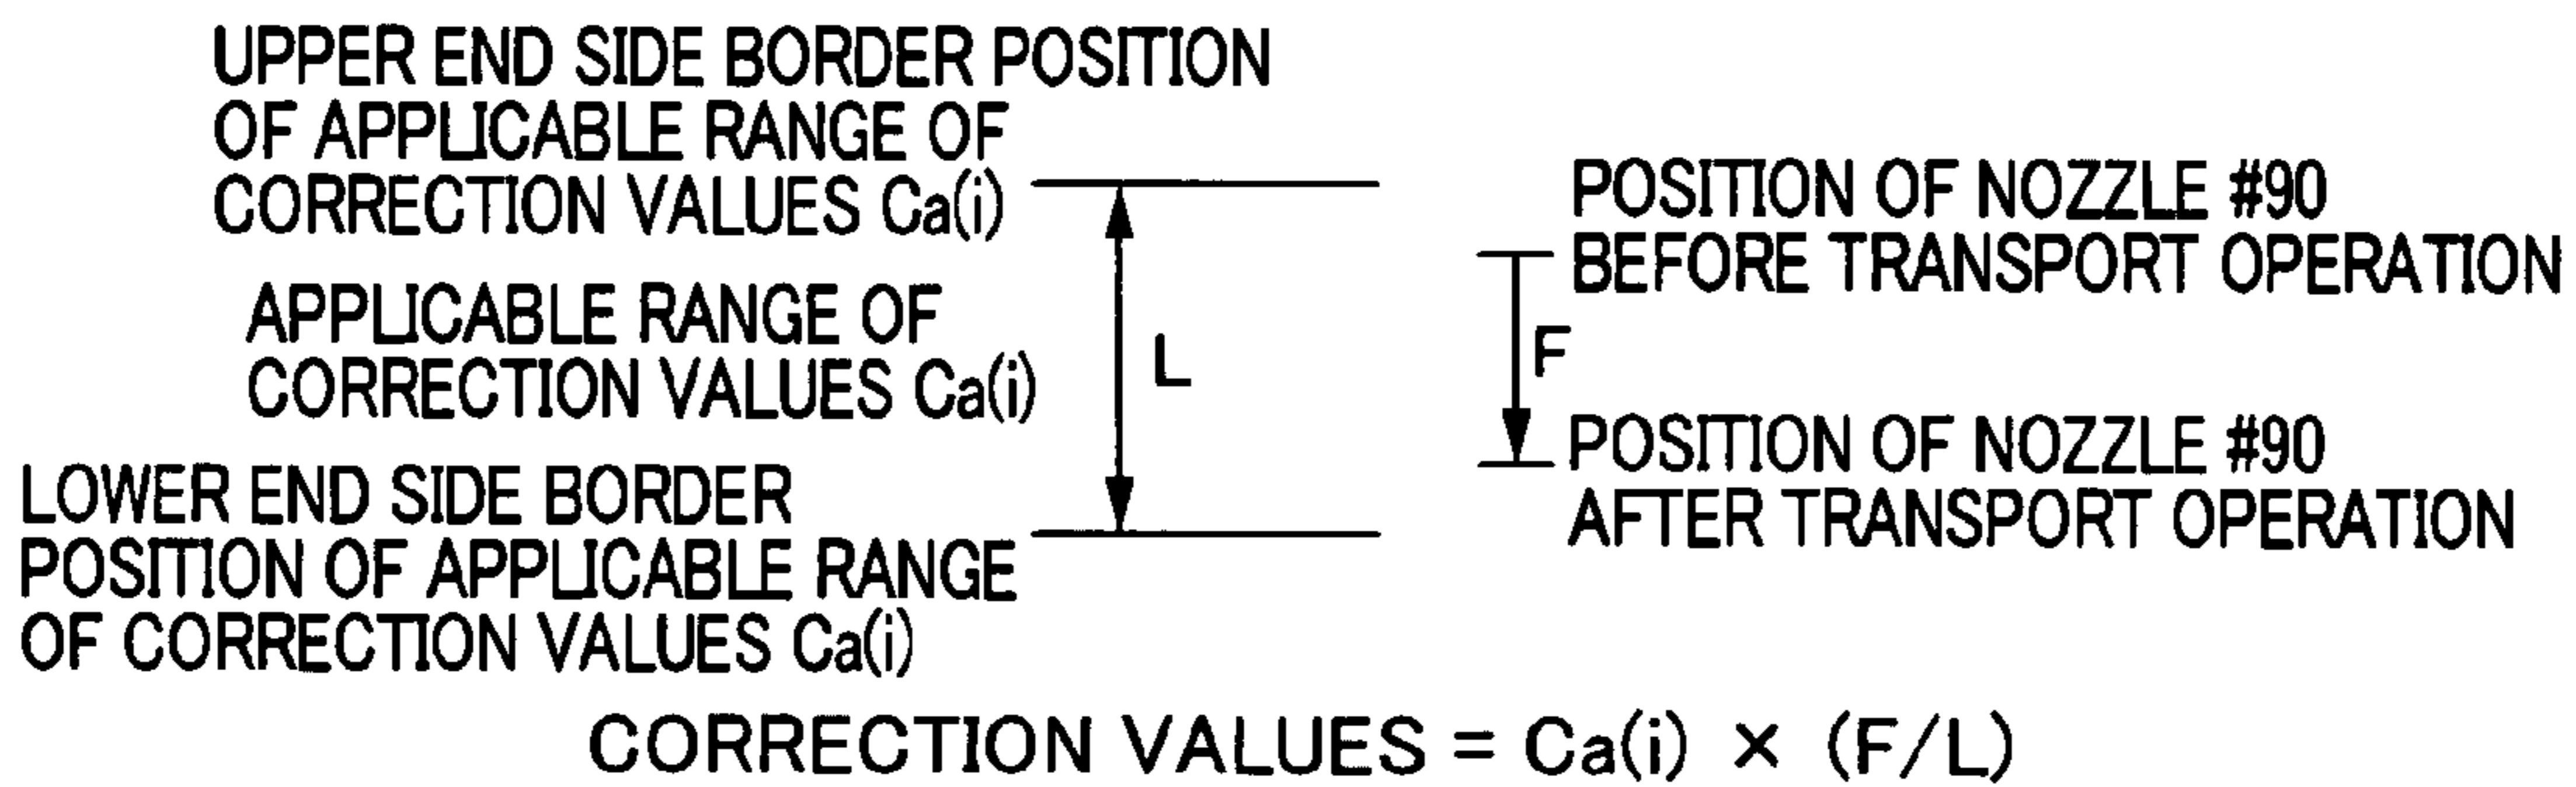 UPPER END SIDE BORDER POSITION
OF APPLICABLE RANGE OF
CORRECTION VALUES Ca(i)
APPLICABLE RANGE OF
CORRECTION VALUES Ca(i)
L
LOWER END SIDE BORDER
POSITION OF APPLICABLE RANGE
OF CORRECTION VALUES Ca(i)
POSITION OF NOZZLE #90
BEFORE TRANSPORT OPERATION
F
POSITION OF NOZZLE #90
AFTER TRANSPORT OPERATION
CORRECTION VALUES = Ca(i) × (F/L)